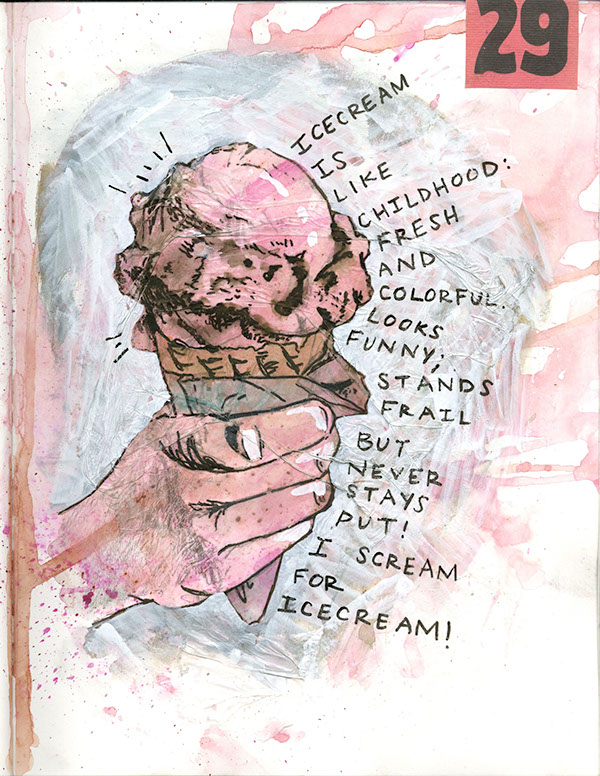 29
ICECREAM
IS
LIKE
CHILDHOOD:
FRESH
AND
COLORFUL.
LOOKS
FUNNY;
STANDS
FRAIL
BUT
NEVER
STAYS
PUT!
I SCREAM
FOR
ICECREAM!